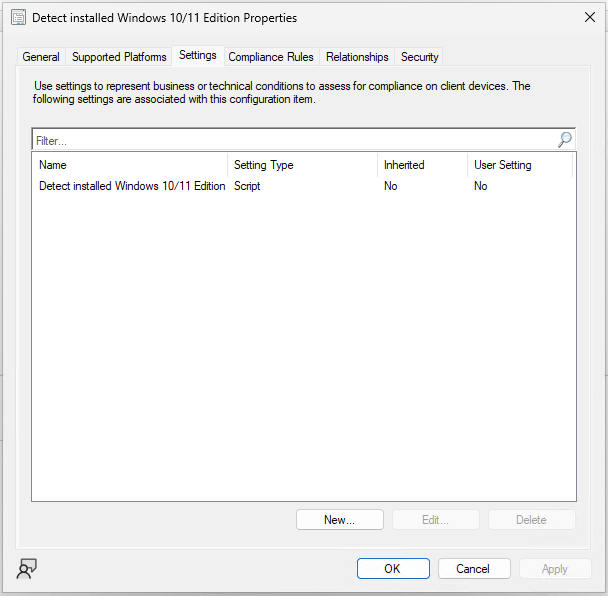 Detect installed Windows 10/11 Edition Properties
General Supported Platforms Settings Compliance Rules Relationships Security
Use settings to represent business or technical conditions to assess for compliance on client devices. The
following settings are associated with this configuration item.
Filter...
Name Setting Type Inherited User Setting
Detect installed Windows 10/11 Edition Script No No
New... Edit... Delete
OK Cancel Apply